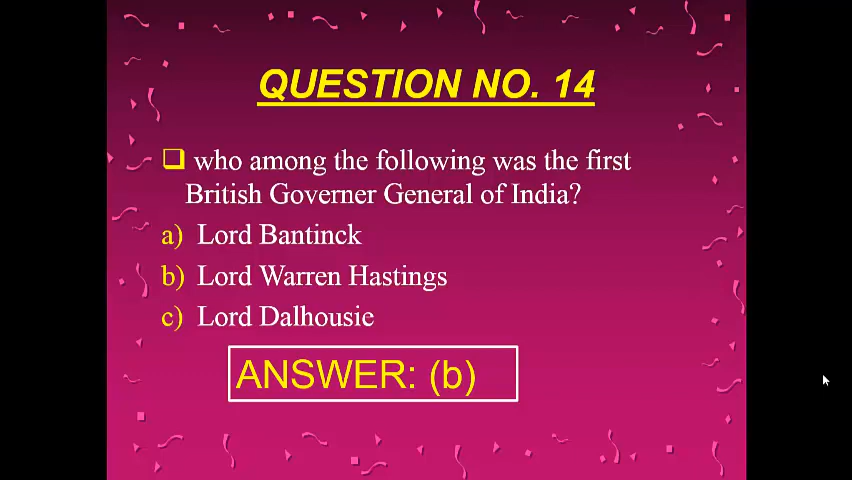 QUESTION NO. 14
who among the following was the first
British Governer General of India?
a) Lord Bantinck
b) Lord Warren Hastings
c) Lord Dalhousie
ANSWER: (b)